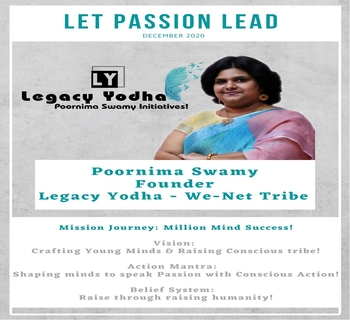 LET PASSION LEAD
DECEMBER 2020
LY
Legacy Yodha
Poornima Swamy Initiatives!
Poornima Swamy
Founder
Legacy Yodha - We-Net Tribe
Mission Journey: Million Mind Success!
Vision:
Crafting Young Minds & Raising Conscious tribe!
Action Mantra:
Shaping minds to speak Passion with Conscious Action!
Belief System:
Raise through raising humanity!